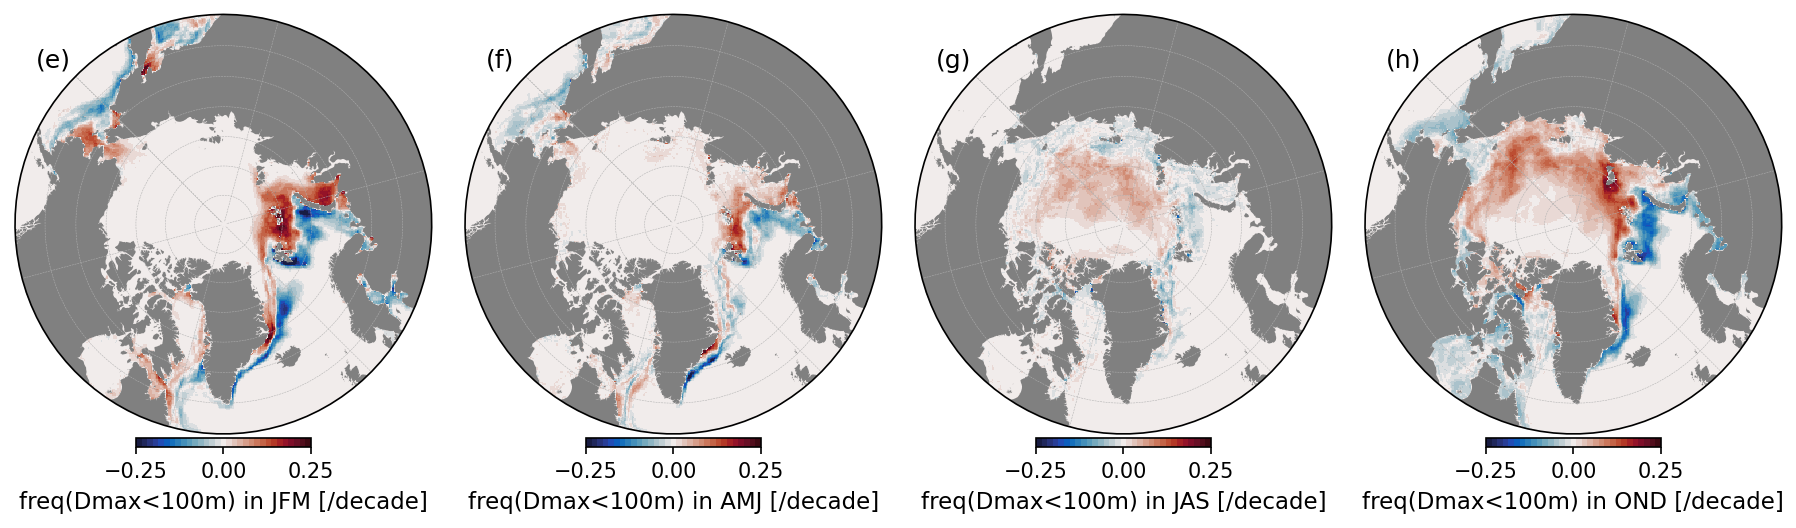 (e) (f) (g) (h)
−0.25 0.00 0.25 −0.25 0.00 0.25 −0.25 0.00 0.25 −0.25 0.00 0.25
freq(Dmax<100m) in JFM [/decade] freq(Dmax<100m) in AMJ [/decade] freq(Dmax<100m) in JAS [/decade] freq(Dmax<100m) in OND [/decade]